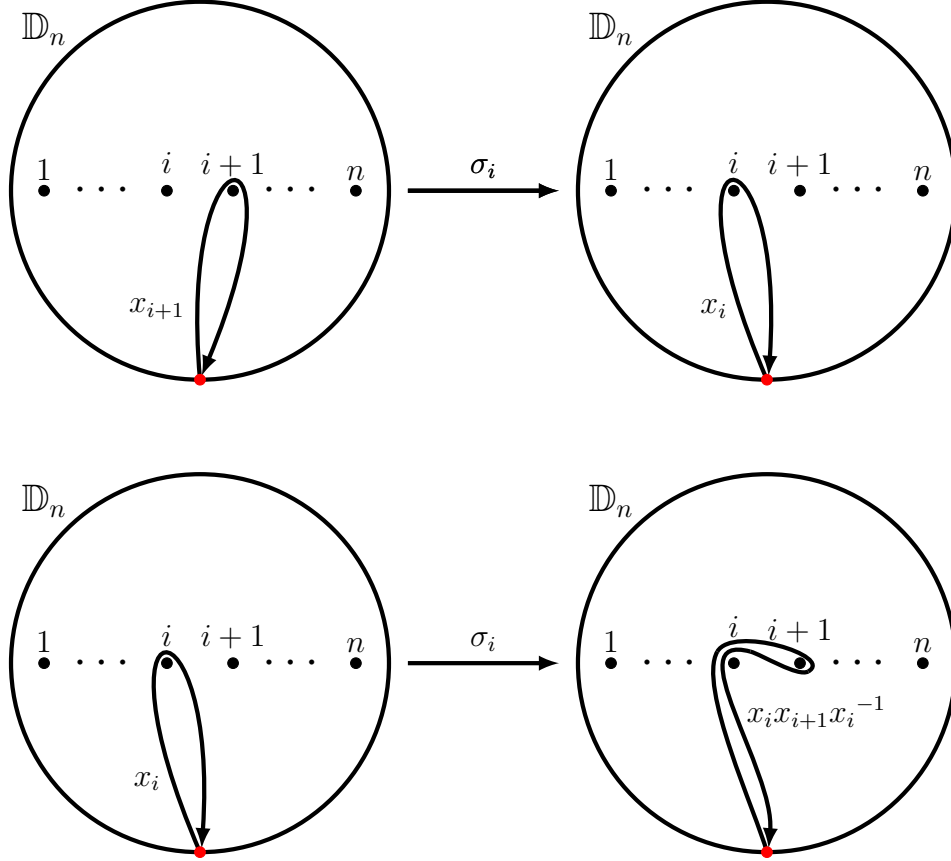 𝔻ₙ 𝔻ₙ
1 · · · i i + 1 · · · n σᵢ 1 · · · i i + 1 · · · n
xᵢ₊₁ xᵢ
𝔻ₙ 𝔻ₙ
1 · · · i i + 1 · · · n σᵢ 1 · · · i i + 1 · · · n
xᵢxᵢ₊₁xᵢ⁻¹
xᵢ